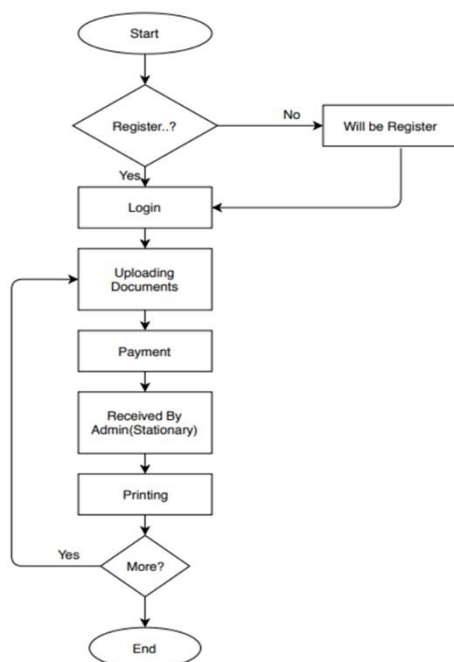 Start
Register..?
No
Will be Register
Yes
Login
Uploading
Documents
Payment
Received By
Admin(Stationary)
Printing
Yes
More?
End